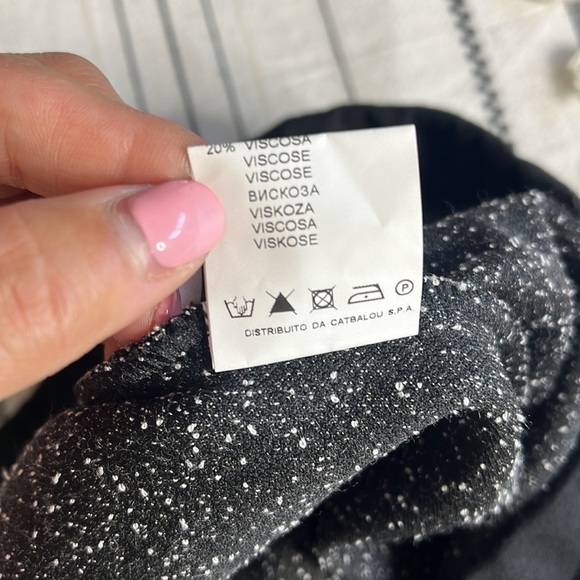 20% VISCOSA
VISCOSE
VISCOSE
ВИСКОЗА
VISKOZA
VISCOSA
VISKOSE
P
DISTRIBUITO DA CATBALOU S.P.A.